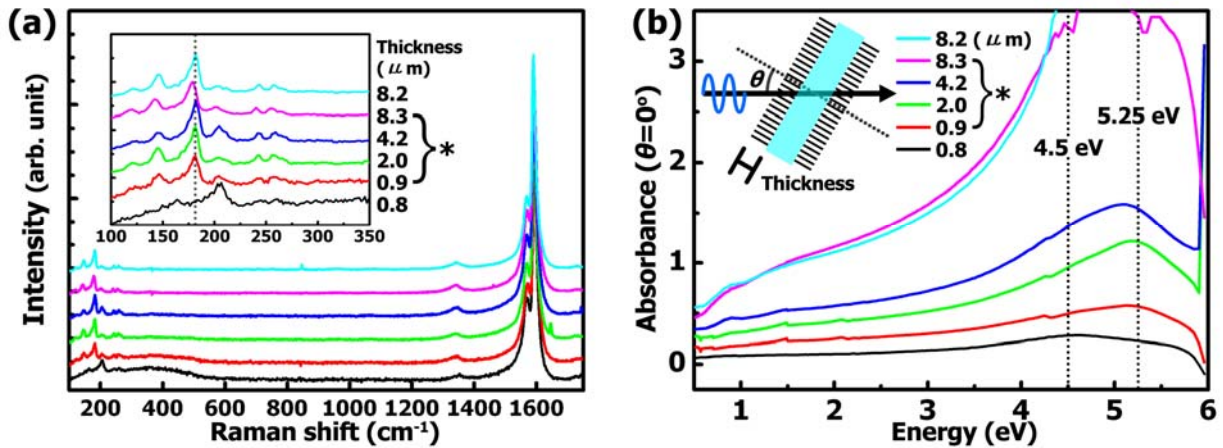 (a)
Intensity (arb. unit)
Thickness
(μm)
8.2
8.3
4.2
2.0
0.9
0.8
*
100 150 200 250 300 350
200 400 600 800 1000 1200 1400 1600
Raman shift (cm-1)
(b)
Absorbance (θ=0°)
3
2
1
0
θ
Thickness
8.2 (μm)
8.3
4.2
2.0
0.9
0.8
*
5.25 eV
4.5 eV
1 2 3 4 5 6
Energy (eV)